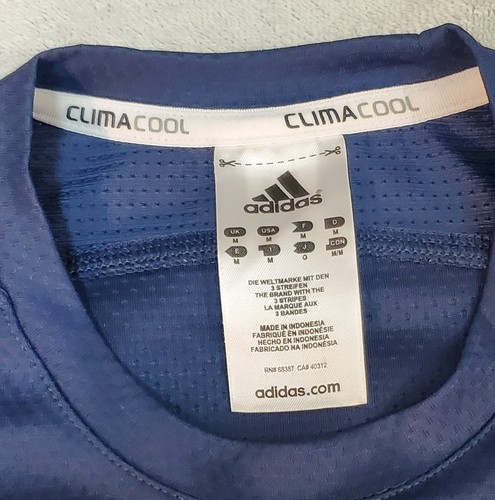 CLIMACOOL CLIMACOOL
adidas®
UK USA F D
M M M M
E I J CDN
M M O M/M
DIE WELTMARKE MIT DEN
3 STREIFEN
THE BRAND WITH THE
3 STRIPES
LA MARQUE AUX
3 BANDES
MADE IN INDONESIA
FABRIQUÉ EN INDONÉSIE
HECHO EN INDONESIA
FABRICADO NA INDONESIA
RN# 88387 CA# 40312
adidas.com